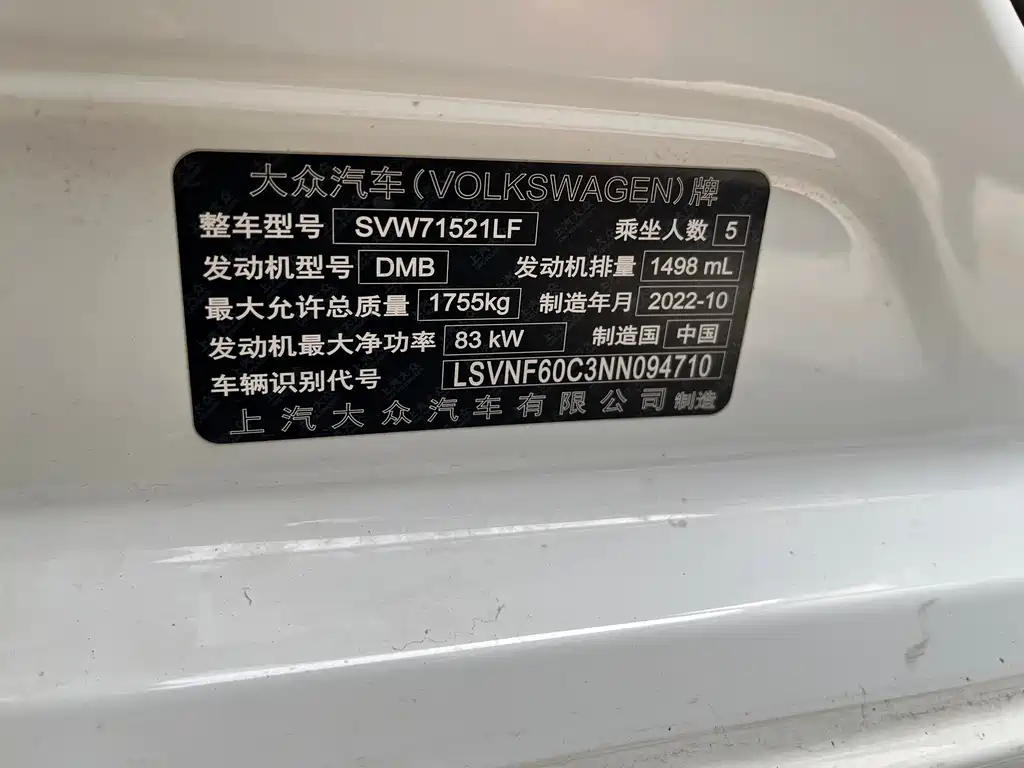 大众汽车(VOLKSWAGEN)牌
整车型号 SVW71521LF 乘坐人数 5
发动机型号 DMB 发动机排量 1498 mL
最大允许总质量 1755kg 制造年月 2022-10
发动机最大净功率 83 kW 制造国 中国
车辆识别代号 LSVNF60C3NN094710
上汽大众汽车有限公司 制造